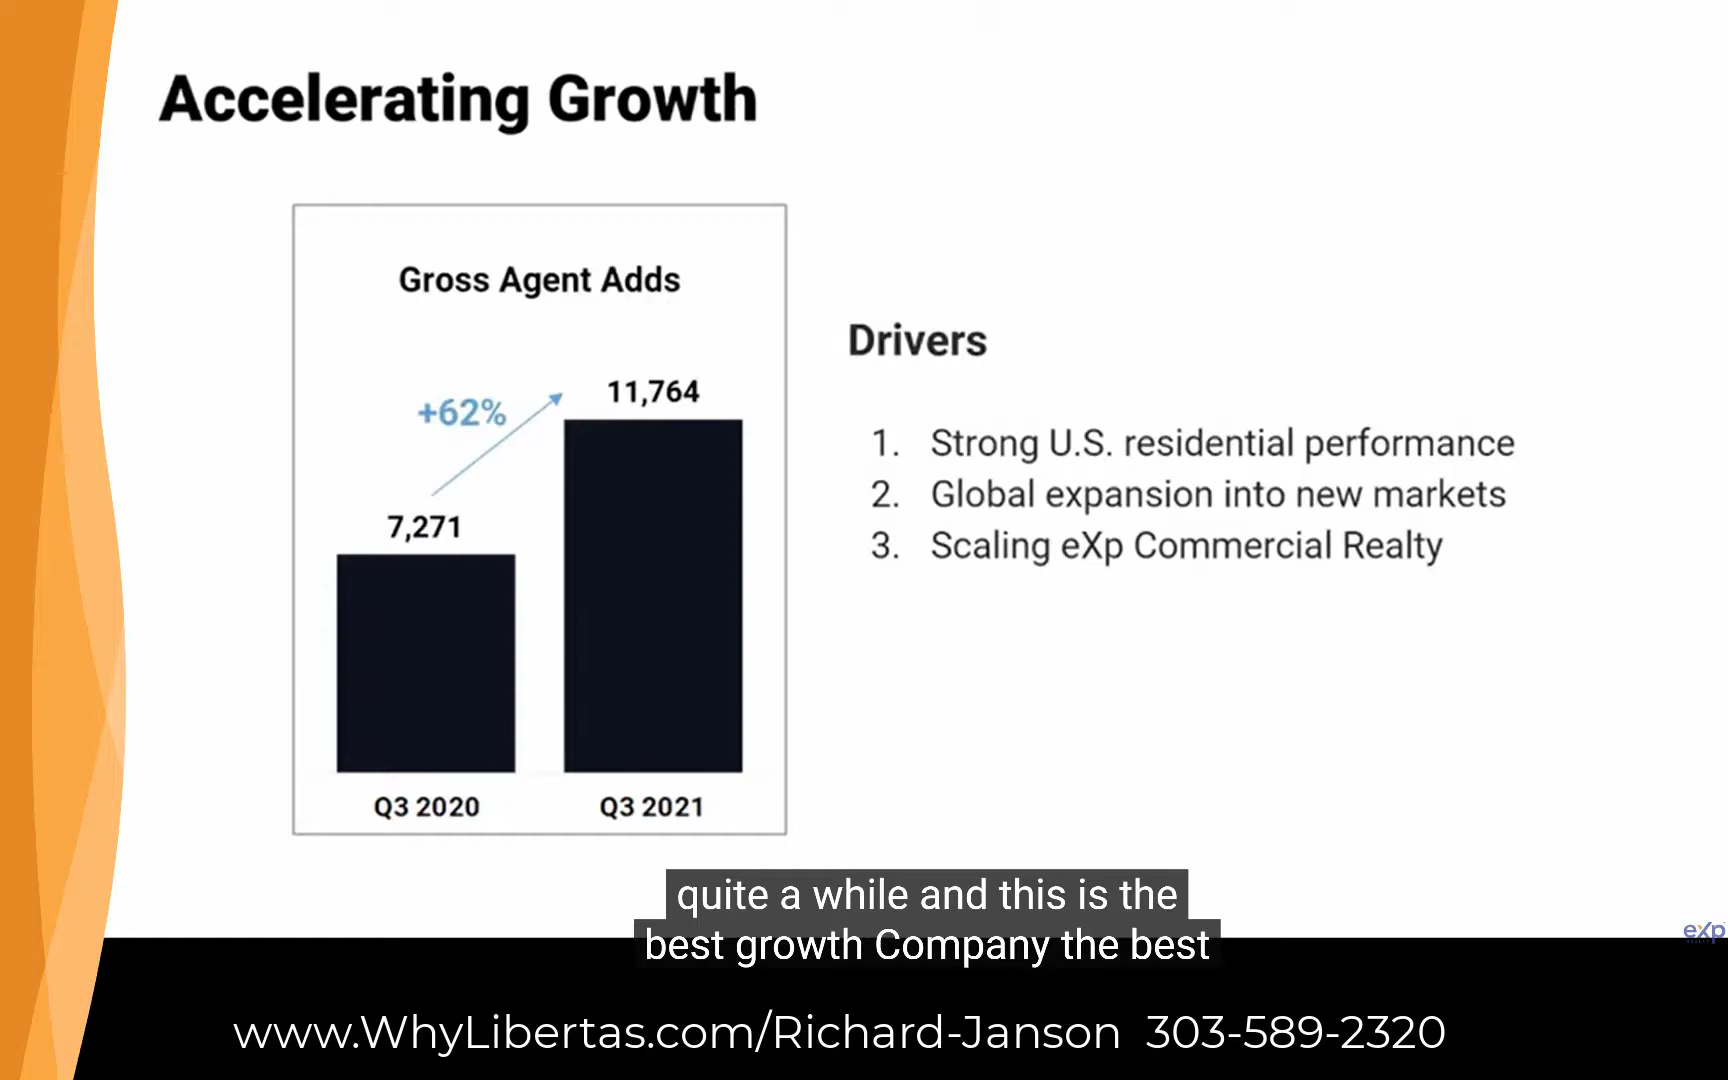 Accelerating Growth
Gross Agent Adds
+62%
11,764
7,271
Q3 2020
Q3 2021
Drivers
1. Strong U.S. residential performance
2. Global expansion into new markets
3. Scaling eXp Commercial Realty
quite a while and this is the
best growth Company the best
eXp
www.WhyLibertas.com/Richard-Janson 303-589-2320